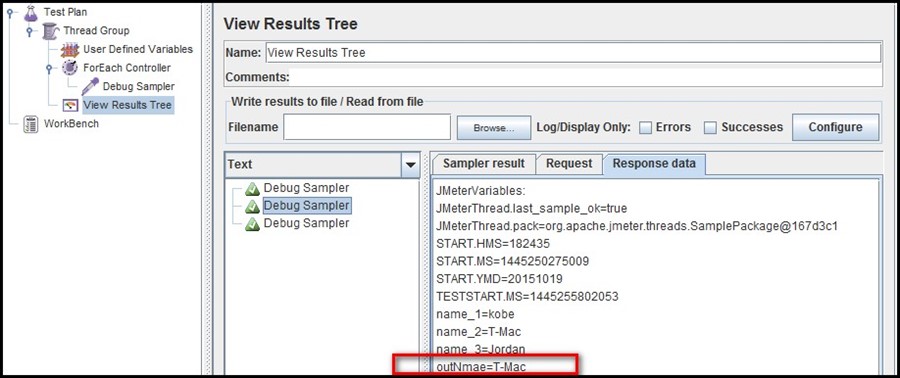 Test Plan
Thread Group
User Defined Variables
ForEach Controller
Debug Sampler
View Results Tree
WorkBench
View Results Tree
Name: View Results Tree
Comments:
Write results to file / Read from file
Filename Browse... Log/Display Only: Errors Successes Configure
Text
Debug Sampler
Debug Sampler
Debug Sampler
Sampler result Request Response data
JMeterVariables:
JMeterThread.last_sample_ok=true
JMeterThread.pack=org.apache.jmeter.threads.SamplePackage@167d3c1
START.HMS=182435
START.MS=1445250275009
START.YMD=20151019
TESTSTART.MS=1445255802053
name_1=kobe
name_2=T-Mac
name_3=Jordan
outNmae=T-Mac